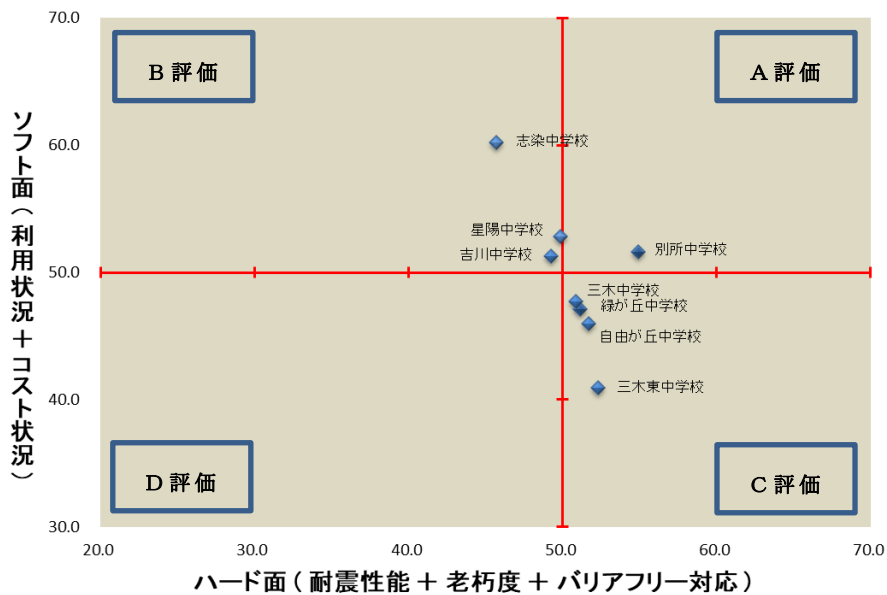 70.0
B 評価
A 評価
60.0
志染中学校
星陽中学校
吉川中学校
別所中学校
50.0
三木中学校
緑が丘中学校
自由が丘中学校
40.0
三木東中学校
D 評価
C 評価
30.0
20.0 30.0 40.0 50.0 60.0 70.0
ソフト面（利用状況＋コスト状況）
ハード面（耐震性能＋老朽度＋バリアフリー対応）